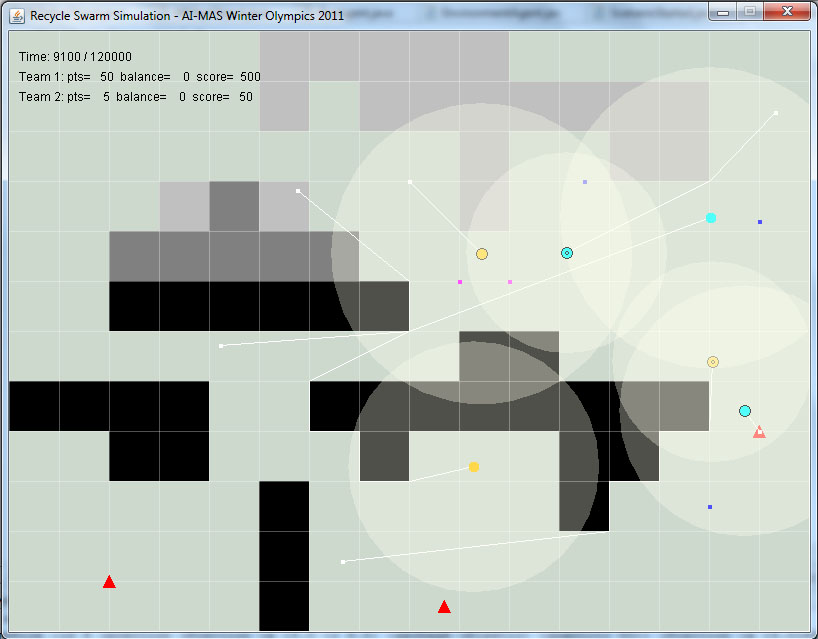 Recycle Swarm Simulation - AI-MAS Winter Olympics 2011
Time: 9100 / 120000
Team 1: pts= 50 balance= 0 score= 500
Team 2: pts= 5 balance= 0 score= 50